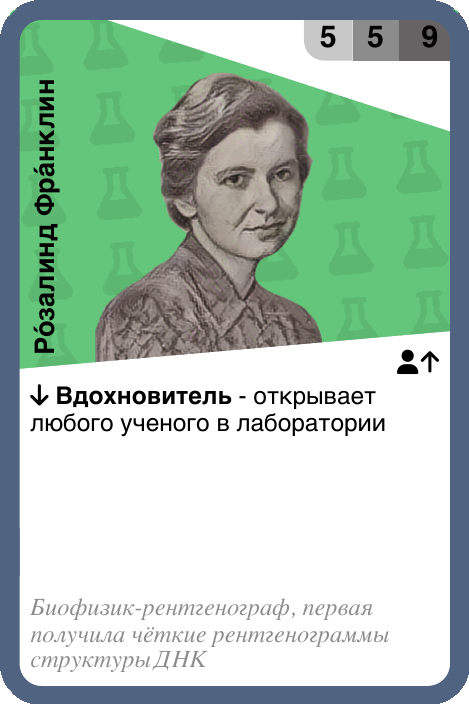 5 5 9
Ро́залинд Фра́нклин
↓ Вдохновитель - открывает
любого ученого в лаборатории
Биофизик-рентгенограф, первая
получила чёткие рентгенограммы
структуры ДНК